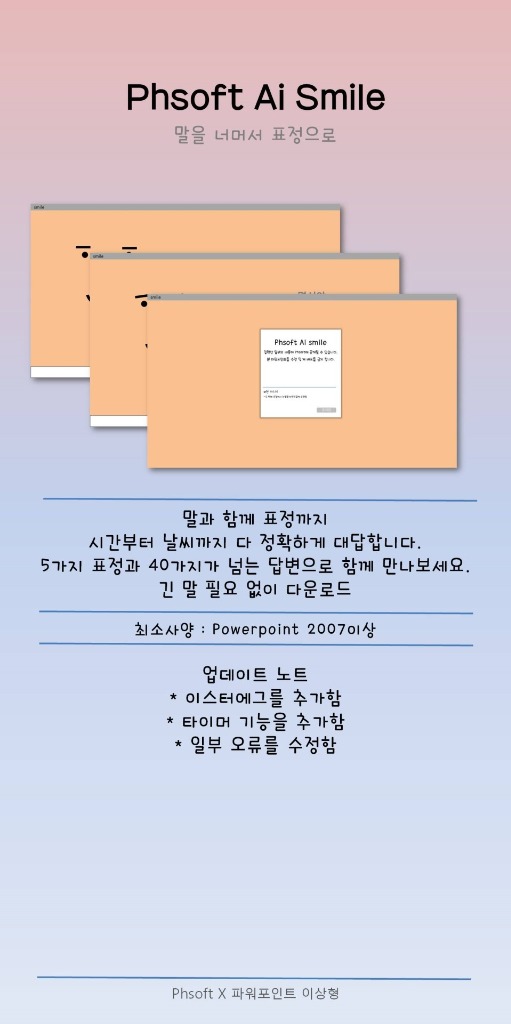 Phsoft Ai Smile
말을 너머서 표정으로
smile
smile
smile
Phsoft Ai smile
말과 함께 표정까지
시간부터 날씨까지 다 정확하게 대답합니다.
5가지 표정과 40가지가 넘는 답변으로 함께 만나보세요.
긴 말 필요 없이 다운로드
최소사양 : Powerpoint 2007이상
업데이트 노트
* 이스터에그를 추가함
* 타이머 기능을 추가함
* 일부 오류를 수정함
Phsoft X 파워포인트 이상형